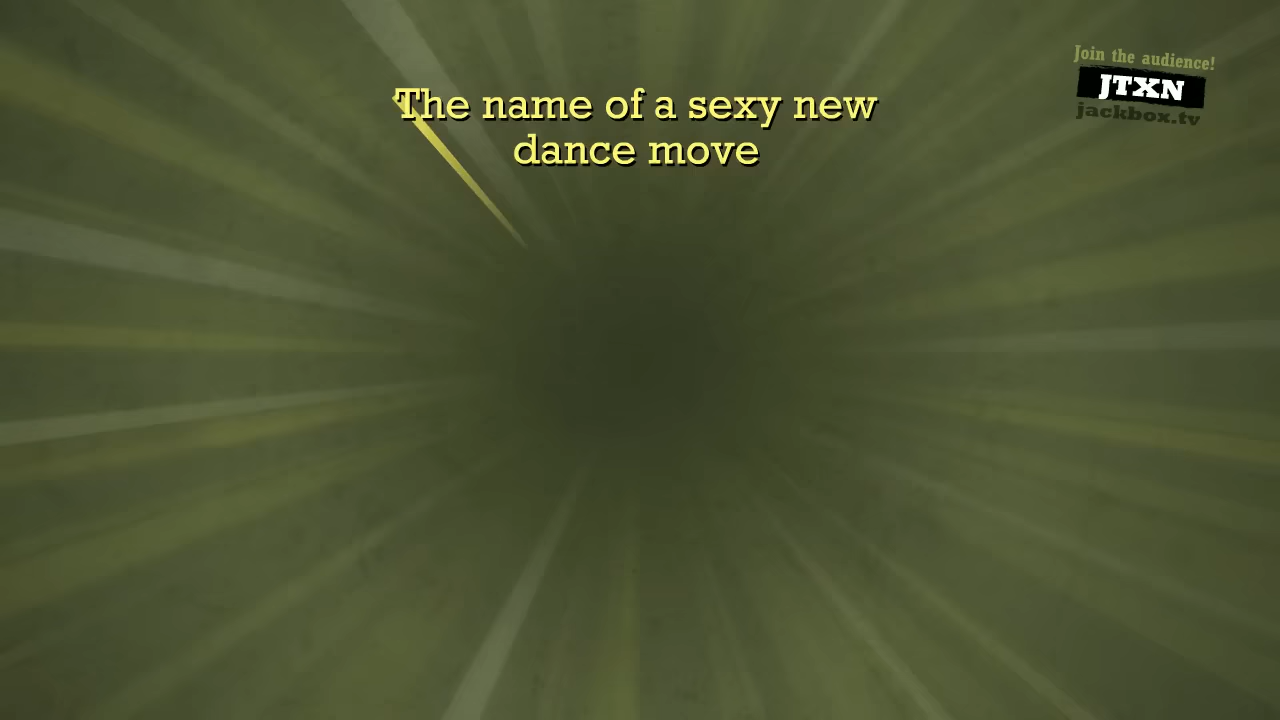 Join the audience!
JTXN
jackbox.tv
The name of a sexy new
dance move